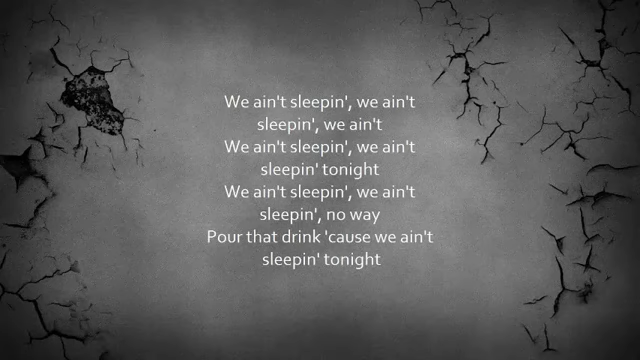 We ain't sleepin', we ain't
sleepin', we ain't
We ain't sleepin', we ain't
sleepin' tonight
We ain't sleepin', we ain't
sleepin', no way
Pour that drink 'cause we ain't
sleepin' tonight